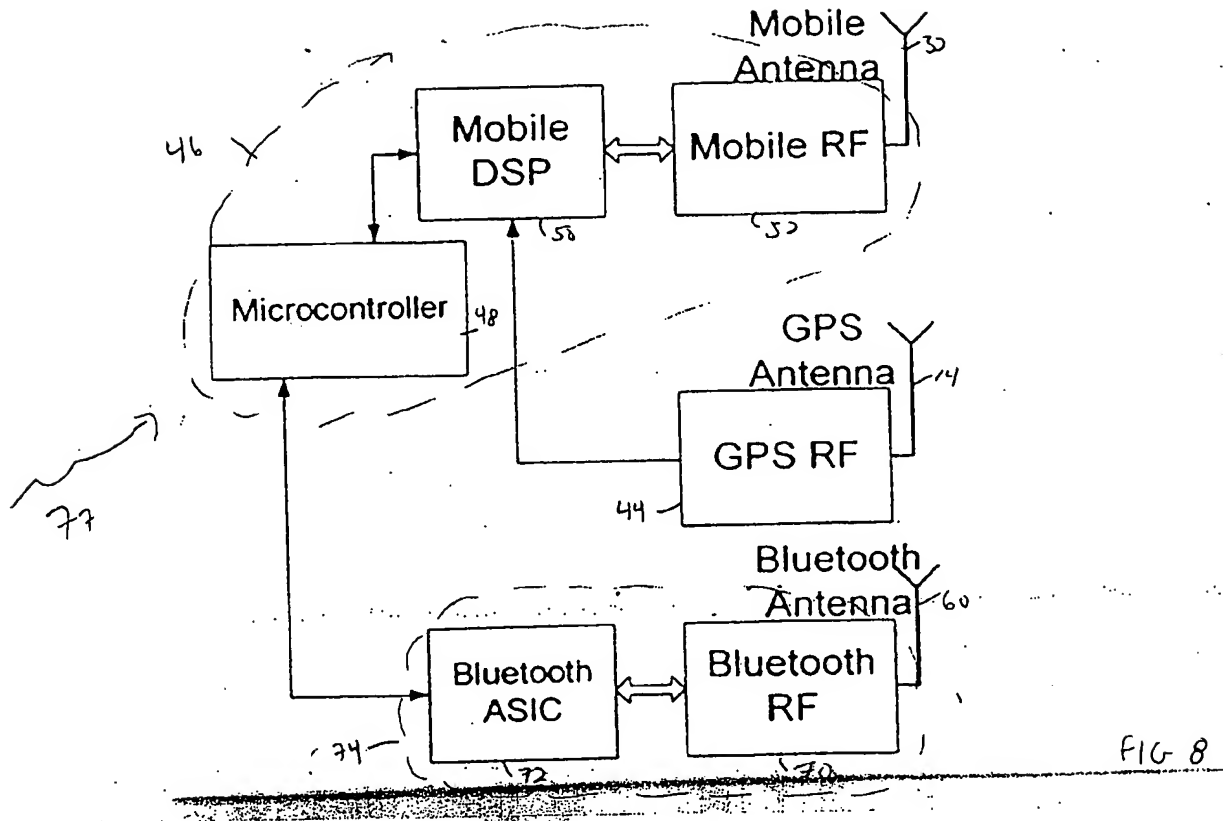 Mobile
Antenna
30
46
Mobile
DSP
50
Mobile RF
52
Microcontroller
48
GPS
Antenna
14
GPS RF
44
77
Bluetooth
Antenna
60
Bluetooth
ASIC
72
74
Bluetooth
RF
70
FIG 8